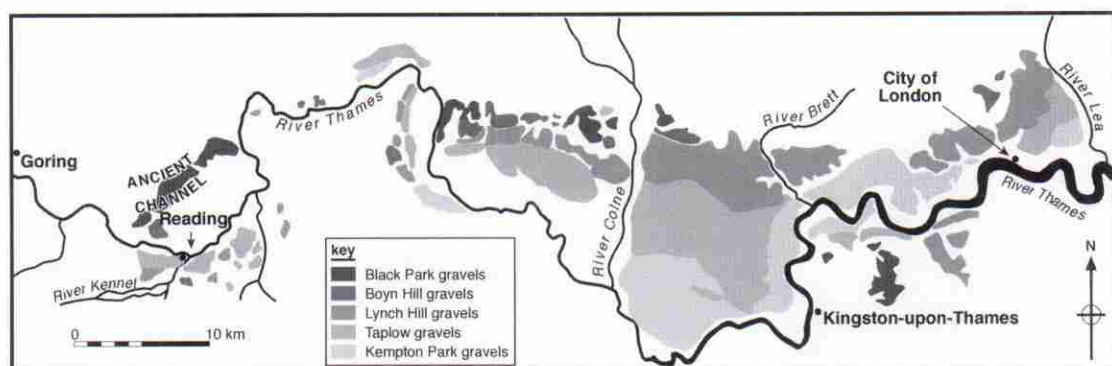 Goring
ANCIENT
CHANNEL
Reading
River Kennet
0 10 km
River Thames
key
Black Park gravels
Boyn Hill gravels
Lynch Hill gravels
Taplow gravels
Kempton Park gravels
River Colne
River Brett
City of
London
River Lea
River Thames
Kingston-upon-Thames
N